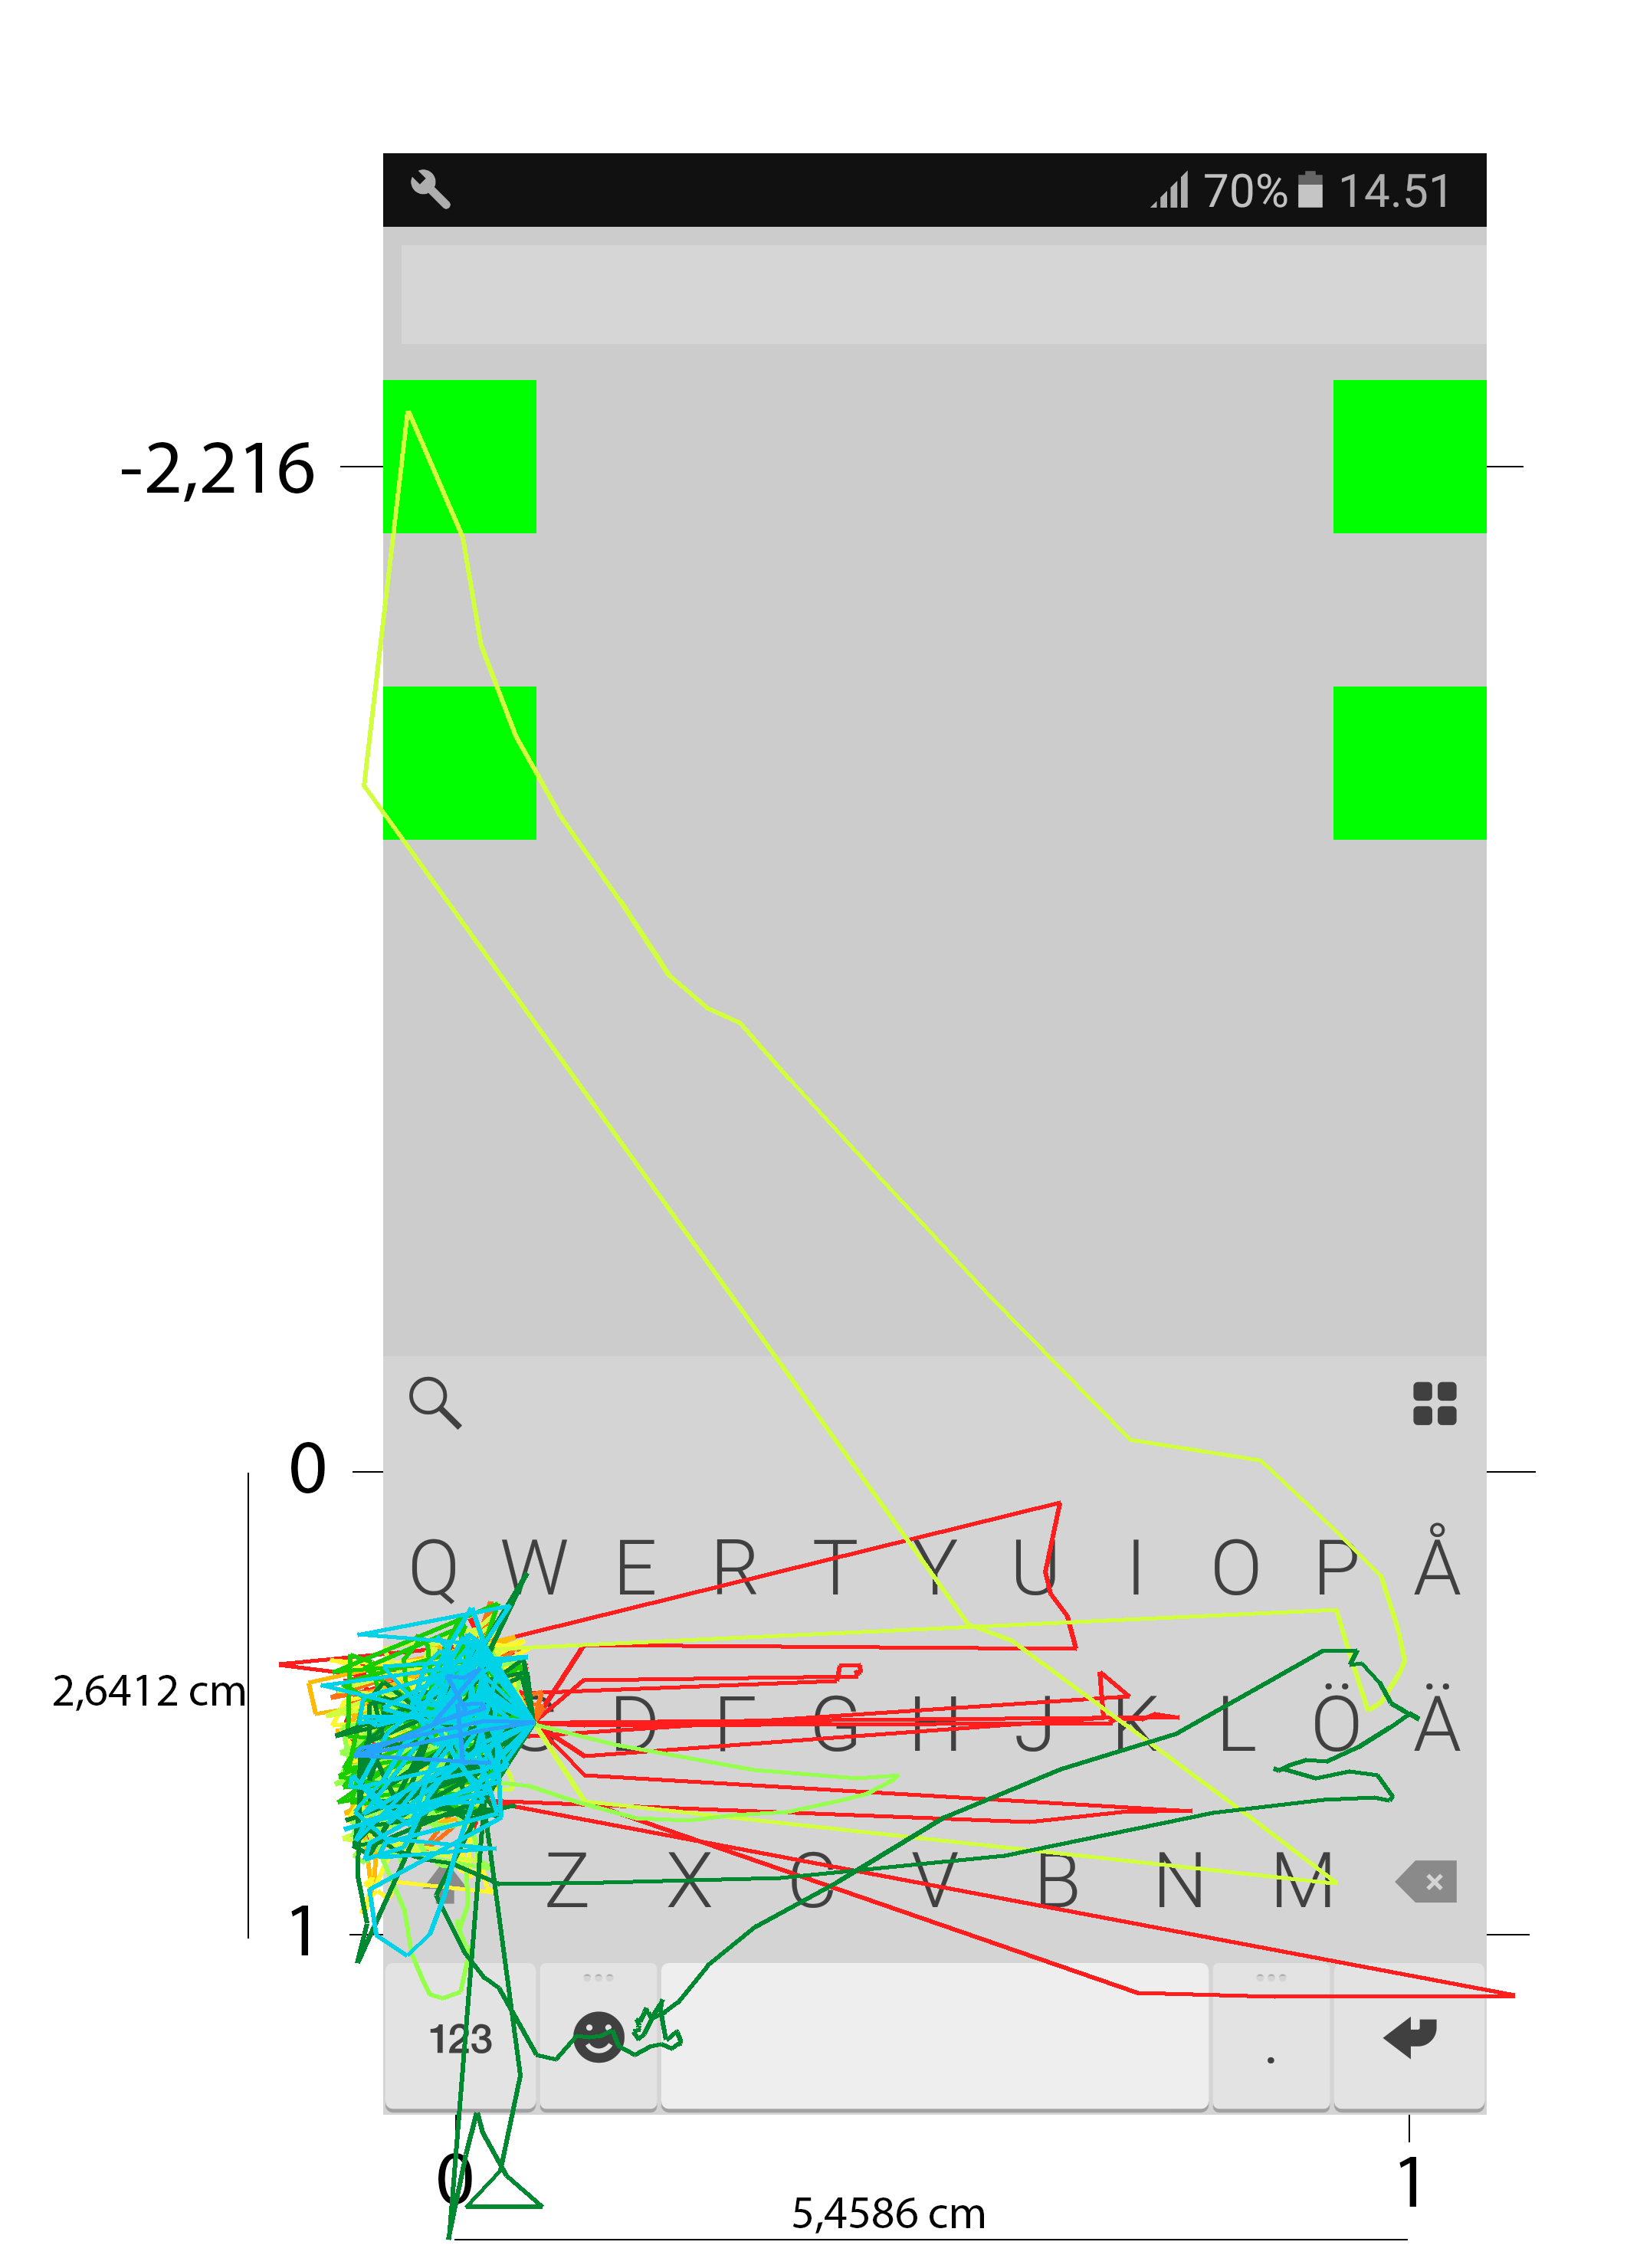 70% 14.51
-2,216
0
Q W E R T Y U I O P Å
2,6412 cm
D F G H J K L Ö Ä
Z X C V B N M
1
123 .
0 1
5,4586 cm